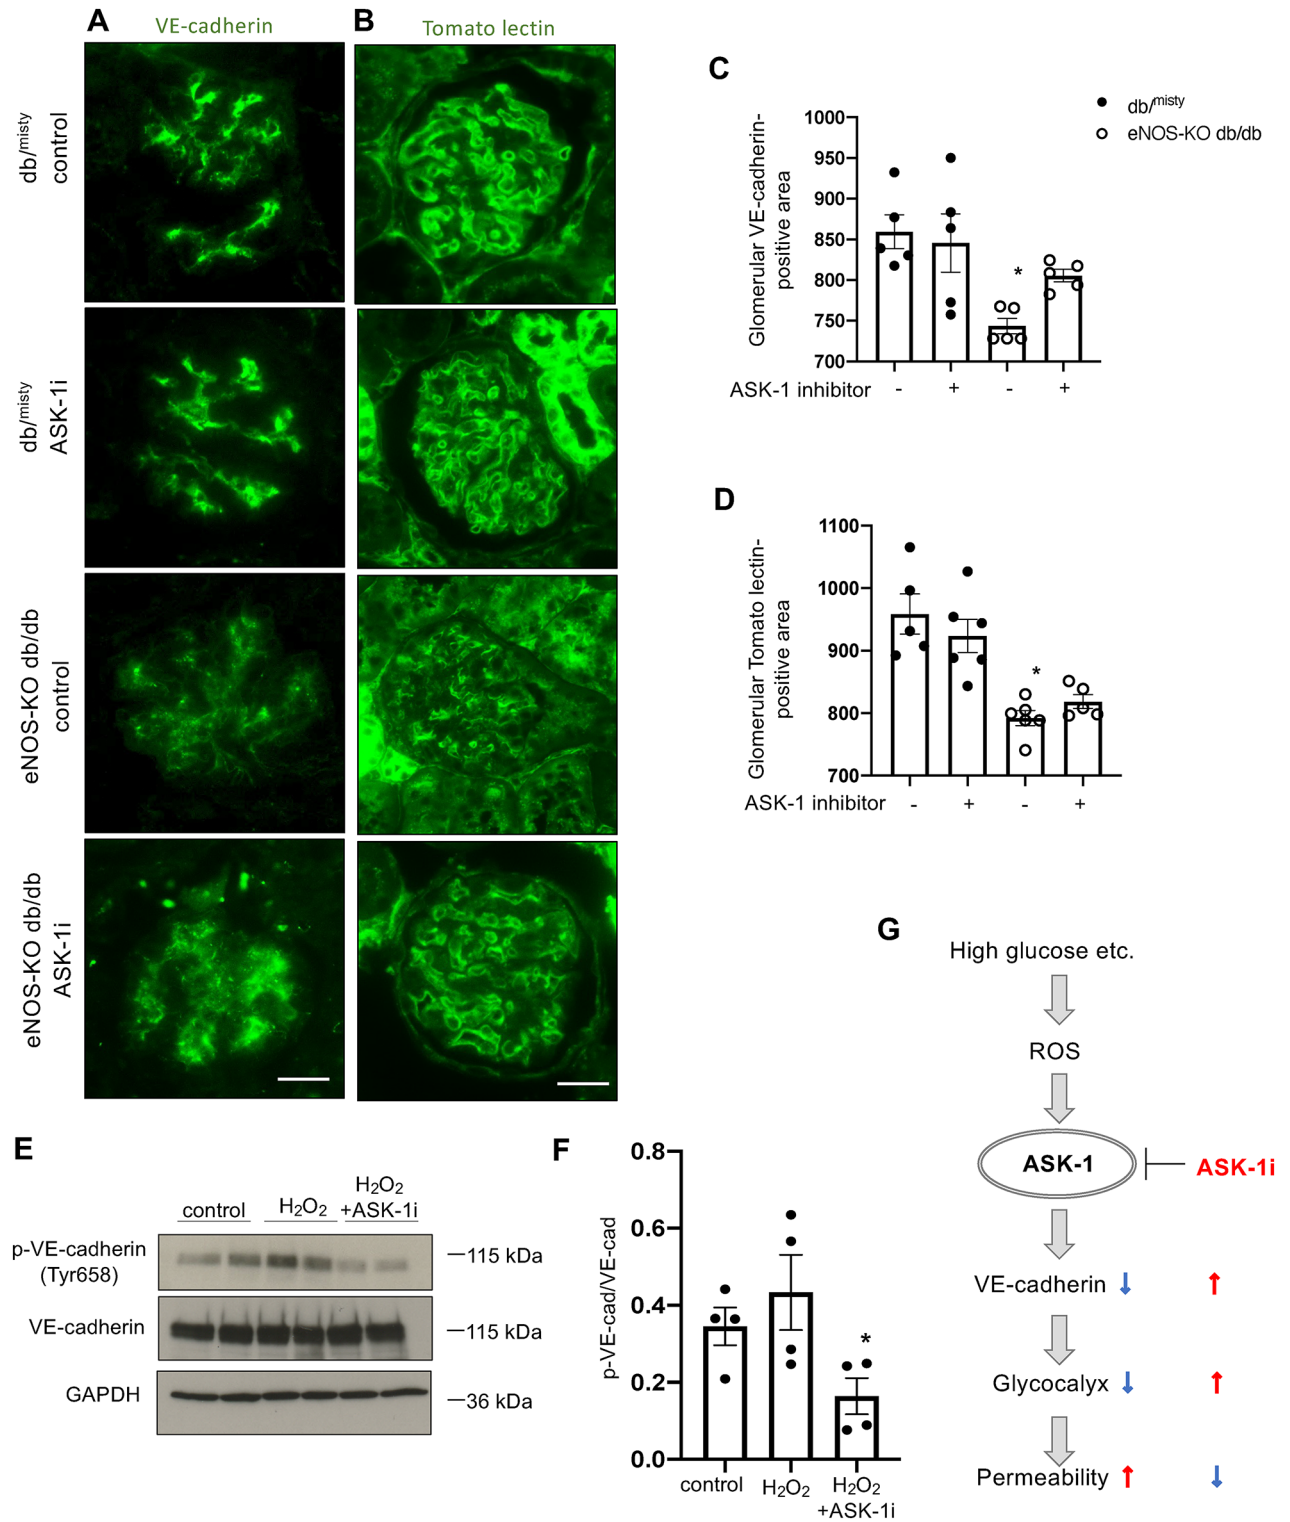 A
VE-cadherin
B
Tomato lectin
db/misty
control
db/misty
ASK-1i
eNOS-KO db/db
control
eNOS-KO db/db
ASK-1i
C
db/misty
eNOS-KO db/db
Glomerular VE-cadherin-
positive area
1000
950
900
850
800
750
700
*
ASK-1 inhibitor - + - +
D
Glomerular Tomato lectin-
positive area
1100
1000
900
800
700
*
ASK-1 inhibitor - + - +
E
control
H2O2
H2O2
+ASK-1i
p-VE-cadherin
(Tyr658)
115 kDa
VE-cadherin
115 kDa
GAPDH
36 kDa
F
p-VE-cad/VE-cad
0.8
0.6
0.4
0.2
0.0
*
control
H2O2
H2O2
+ASK-1i
G
High glucose etc.
ROS
ASK-1
ASK-1i
VE-cadherin ↓ ↑
Glycocalyx ↓ ↑
Permeability ↑ ↓